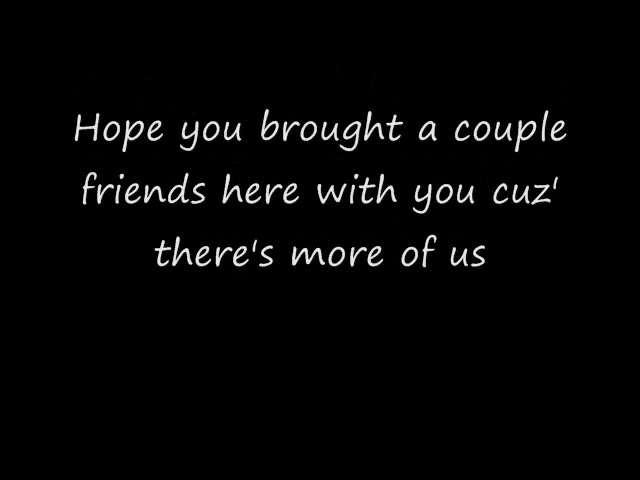 Hope you brought a couple
friends here with you cuz'
there's more of us